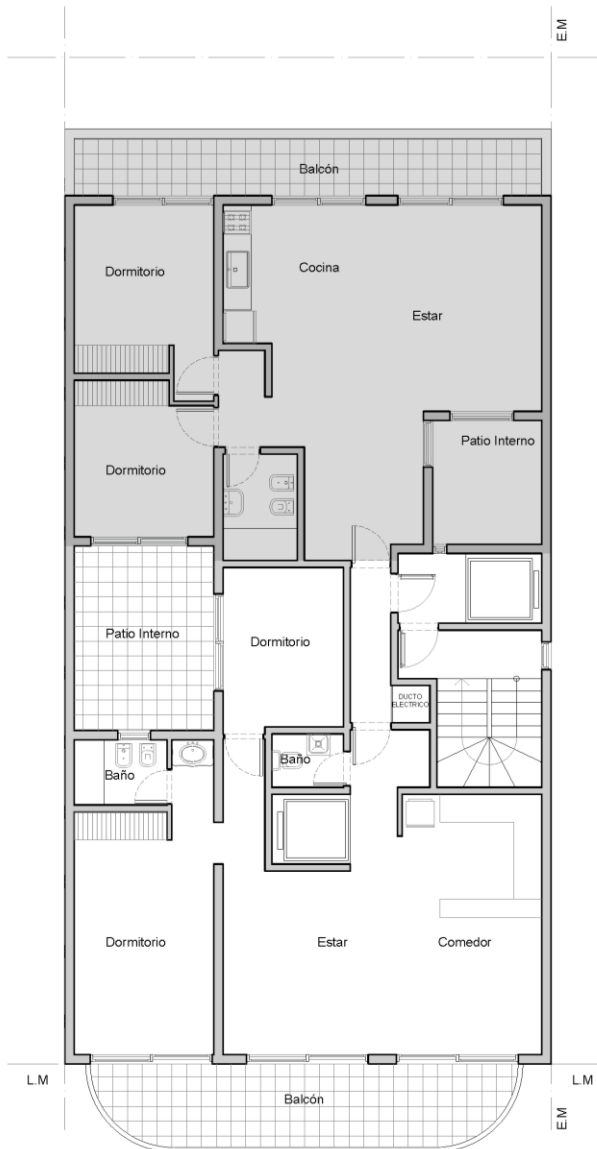 E.M
Balcón
Dormitorio
Cocina
Estar
Dormitorio
Patio Interno
Patio Interno
Dormitorio
DUCTO
ELECTRICO
Baño
Baño
Dormitorio
Estar
Comedor
L.M
L.M
Balcón
E.M